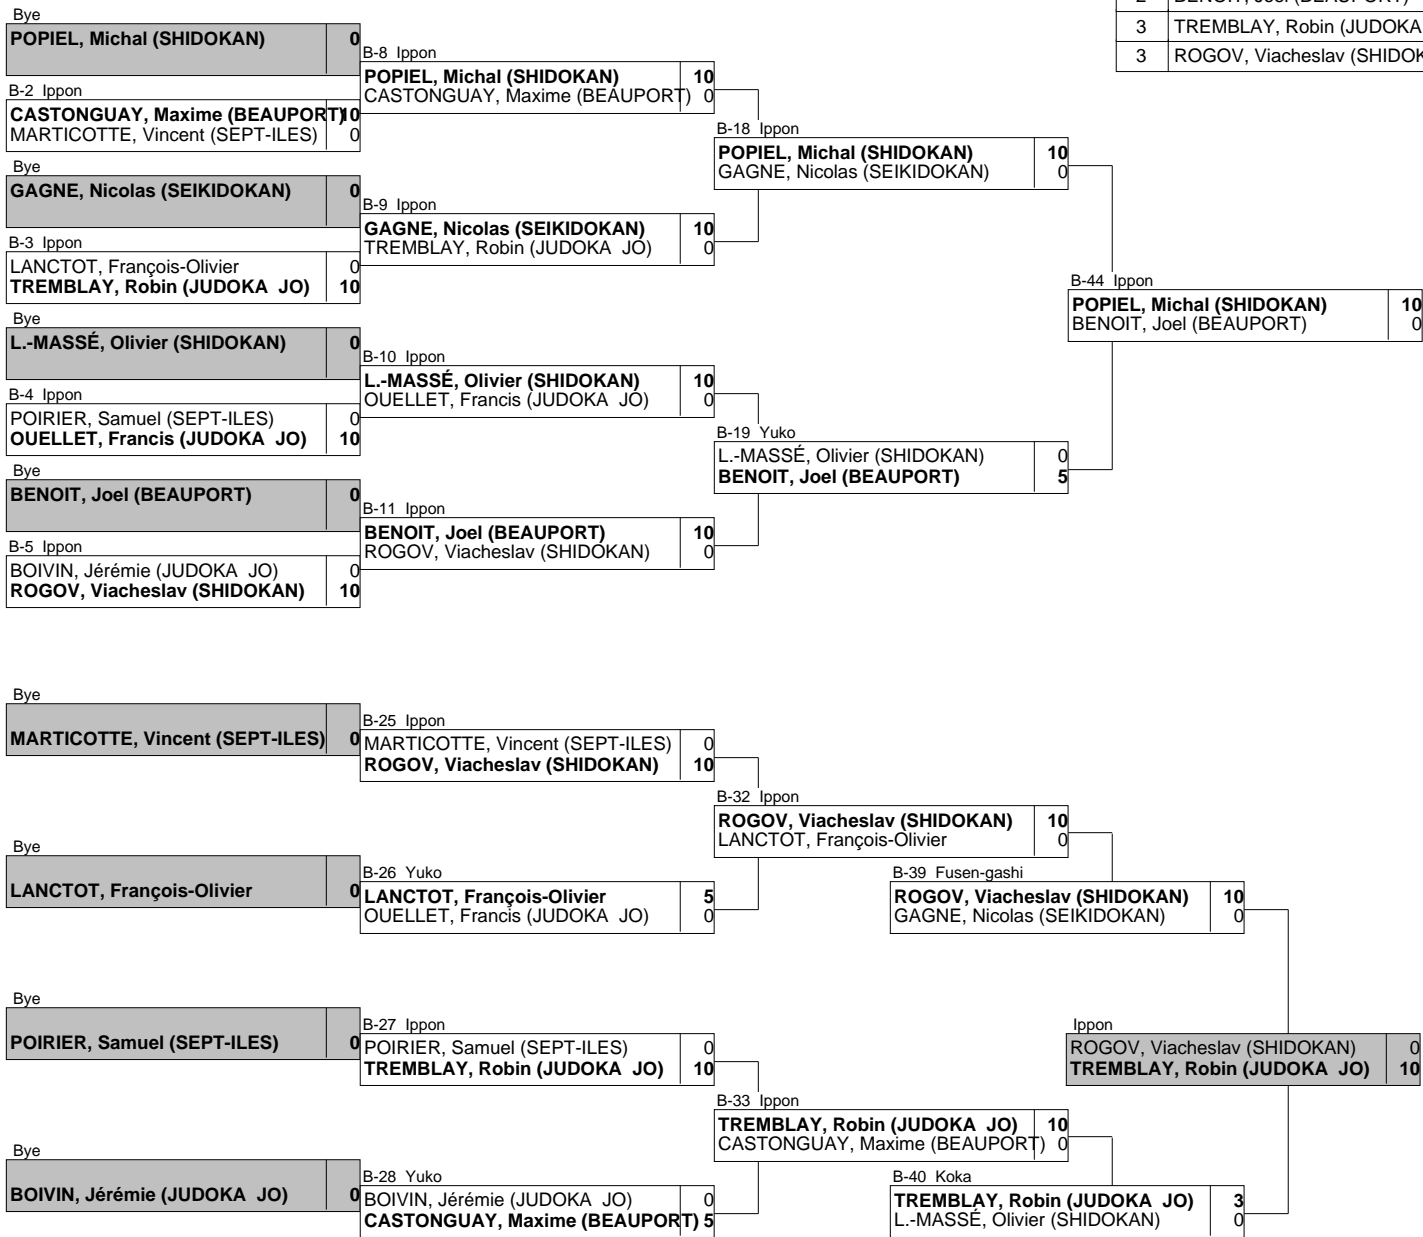 2 BENOIT, Joel (BEAUPORT)
3 TREMBLAY, Robin (JUDOKA
3 ROGOV, Viacheslav (SHIDOK
Bye
POPIEL, Michal (SHIDOKAN) 0
B-2 Ippon
CASTONGUAY, Maxime (BEAUPORT) 10
MARTICOTTE, Vincent (SEPT-ILES) 0
Bye
GAGNE, Nicolas (SEIKIDOKAN) 0
B-3 Ippon
LANCTOT, François-Olivier 0
TREMBLAY, Robin (JUDOKA JO) 10
Bye
L.-MASSÉ, Olivier (SHIDOKAN) 0
B-4 Ippon
POIRIER, Samuel (SEPT-ILES) 0
OUELLET, Francis (JUDOKA JO) 10
Bye
BENOIT, Joel (BEAUPORT) 0
B-5 Ippon
BOIVIN, Jérémie (JUDOKA JO) 0
ROGOV, Viacheslav (SHIDOKAN) 10
B-8 Ippon
POPIEL, Michal (SHIDOKAN) 10
CASTONGUAY, Maxime (BEAUPORT) 0
B-9 Ippon
GAGNE, Nicolas (SEIKIDOKAN) 10
TREMBLAY, Robin (JUDOKA JO) 0
B-10 Ippon
L.-MASSÉ, Olivier (SHIDOKAN) 10
OUELLET, Francis (JUDOKA JO) 0
B-11 Ippon
BENOIT, Joel (BEAUPORT) 10
ROGOV, Viacheslav (SHIDOKAN) 0
B-18 Ippon
POPIEL, Michal (SHIDOKAN) 10
GAGNE, Nicolas (SEIKIDOKAN) 0
B-19 Yuko
L.-MASSÉ, Olivier (SHIDOKAN) 0
BENOIT, Joel (BEAUPORT) 5
B-44 Ippon
POPIEL, Michal (SHIDOKAN) 10
BENOIT, Joel (BEAUPORT) 0
Bye
MARTICOTTE, Vincent (SEPT-ILES) 0
Bye
LANCTOT, François-Olivier 0
Bye
POIRIER, Samuel (SEPT-ILES) 0
Bye
BOIVIN, Jérémie (JUDOKA JO) 0
B-25 Ippon
MARTICOTTE, Vincent (SEPT-ILES) 0
ROGOV, Viacheslav (SHIDOKAN) 10
B-26 Yuko
LANCTOT, François-Olivier 5
OUELLET, Francis (JUDOKA JO) 0
B-27 Ippon
POIRIER, Samuel (SEPT-ILES) 0
TREMBLAY, Robin (JUDOKA JO) 10
B-28 Yuko
BOIVIN, Jérémie (JUDOKA JO) 0
CASTONGUAY, Maxime (BEAUPORT) 5
B-32 Ippon
ROGOV, Viacheslav (SHIDOKAN) 10
LANCTOT, François-Olivier 0
B-33 Ippon
TREMBLAY, Robin (JUDOKA JO) 10
CASTONGUAY, Maxime (BEAUPORT) 0
B-39 Fusen-gashi
ROGOV, Viacheslav (SHIDOKAN) 10
GAGNE, Nicolas (SEIKIDOKAN) 0
B-40 Koka
TREMBLAY, Robin (JUDOKA JO) 3
L.-MASSÉ, Olivier (SHIDOKAN) 0
Ippon
ROGOV, Viacheslav (SHIDOKAN) 0
TREMBLAY, Robin (JUDOKA JO) 10